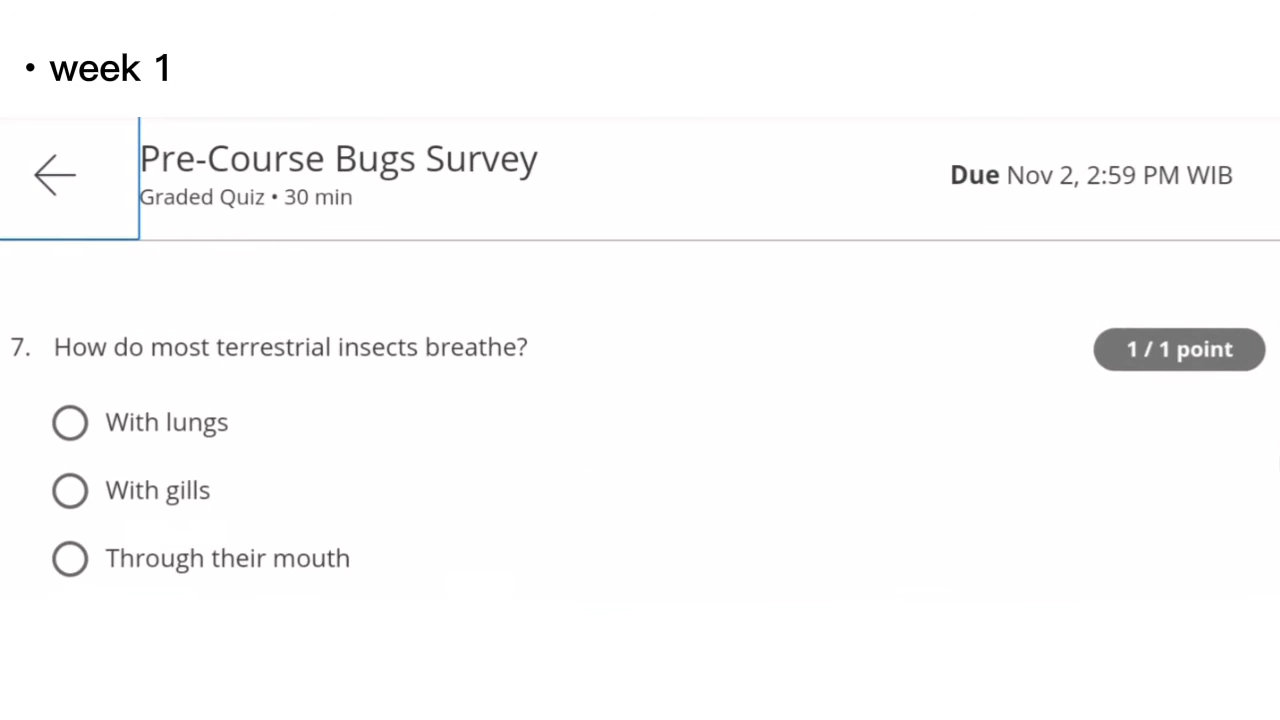 • week 1
Pre-Course Bugs Survey
Graded Quiz • 30 min
Due Nov 2, 2:59 PM WIB
7. How do most terrestrial insects breathe?
1 / 1 point
With lungs
With gills
Through their mouth